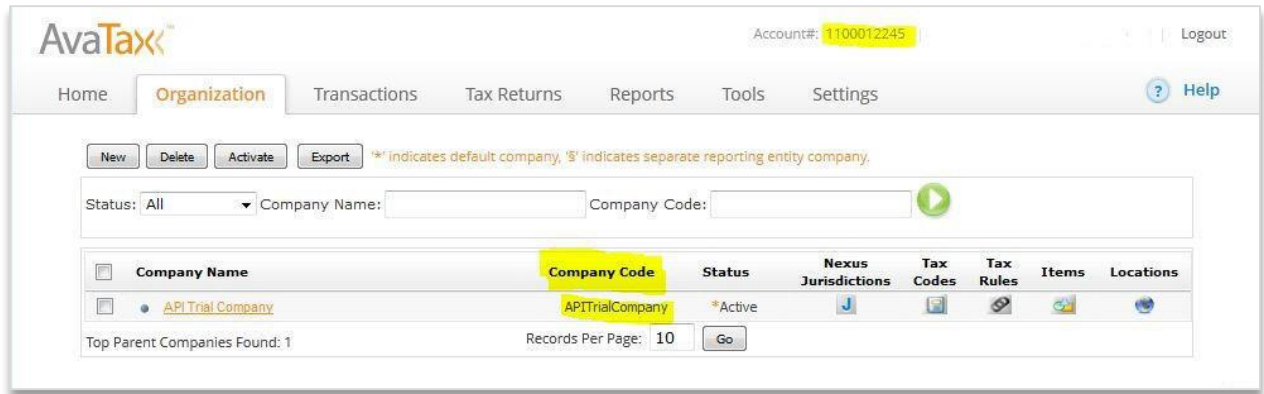 AvaTax
Account#: 1100012245 | Logout
Home Organization Transactions Tax Returns Reports Tools Settings ? Help
New Delete Activate Export '*' indicates default company, '§' indicates separate reporting entity company.
Status: All Company Name: Company Code:
Company Name Company Code Status Nexus Jurisdictions Tax Codes Tax Rules Items Locations
API Trial Company APITrialCompany *Active J
Top Parent Companies Found: 1 Records Per Page: 10 Go